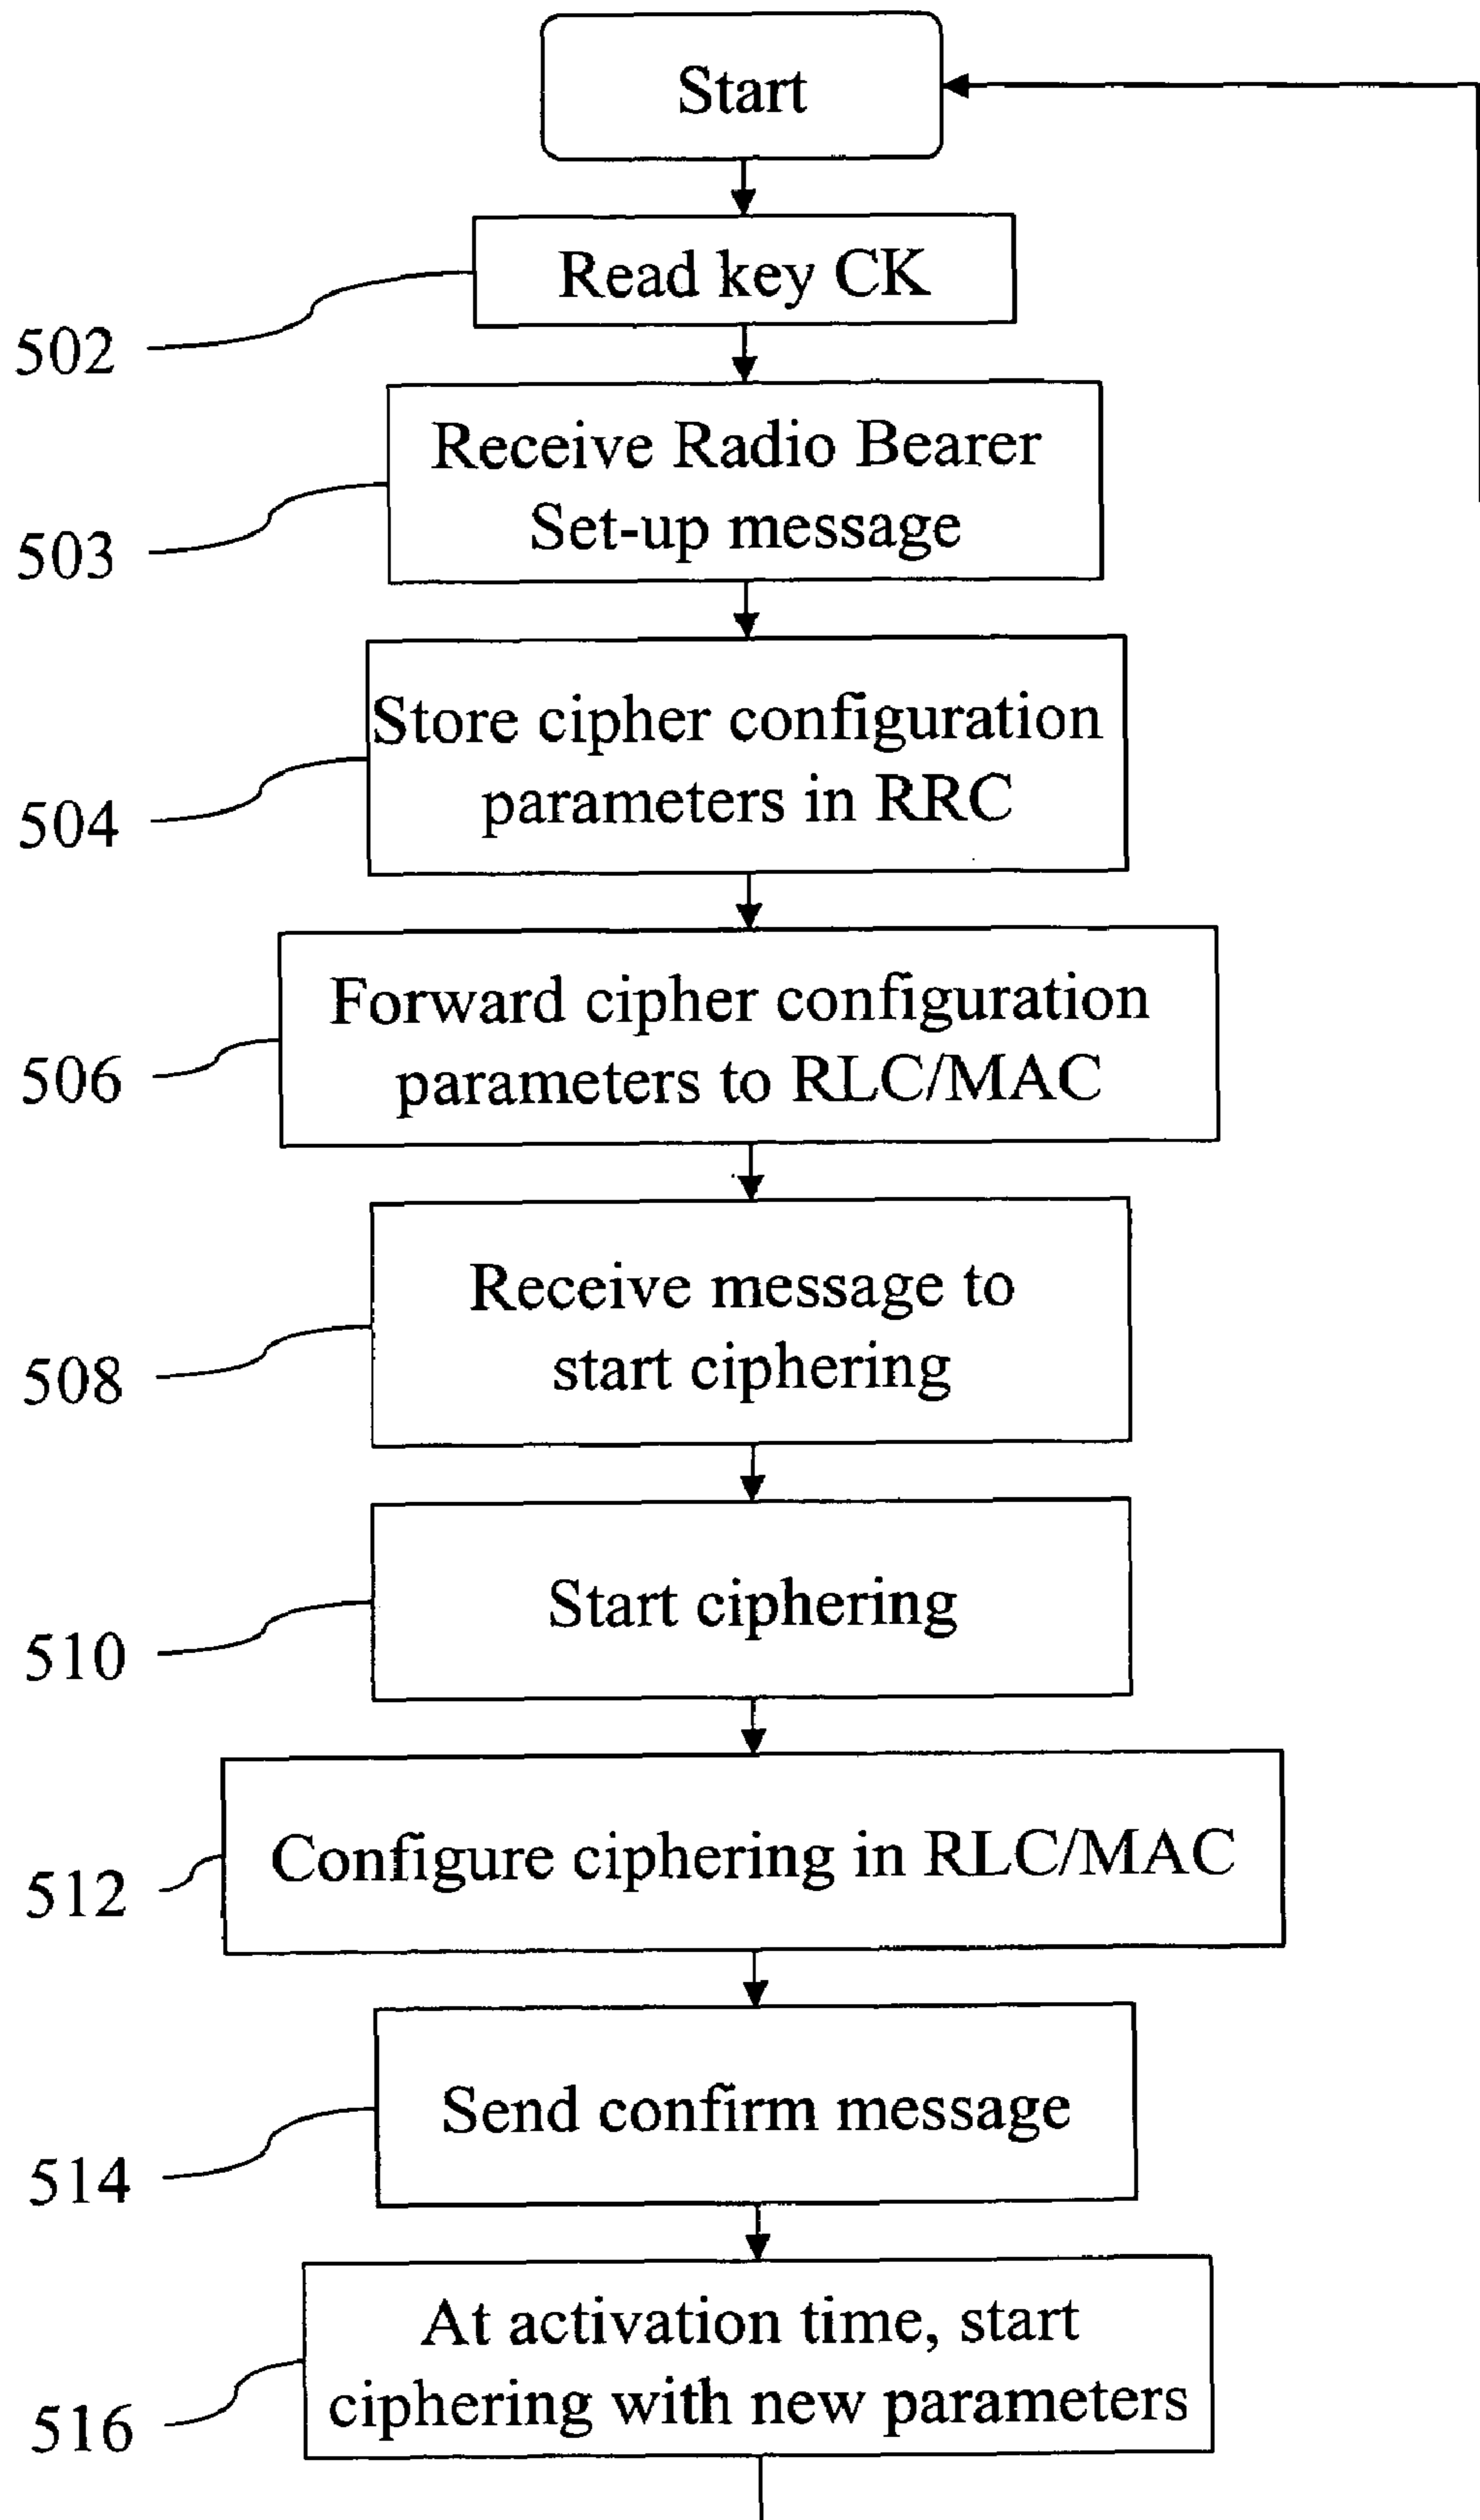 Start
Read key CK
502
Receive Radio Bearer
Set-up message
503
Store cipher configuration
parameters in RRC
504
Forward cipher configuration
parameters to RLC/MAC
506
Receive message to
start ciphering
508
Start ciphering
510
Configure ciphering in RLC/MAC
512
Send confirm message
514
At activation time, start
ciphering with new parameters
516